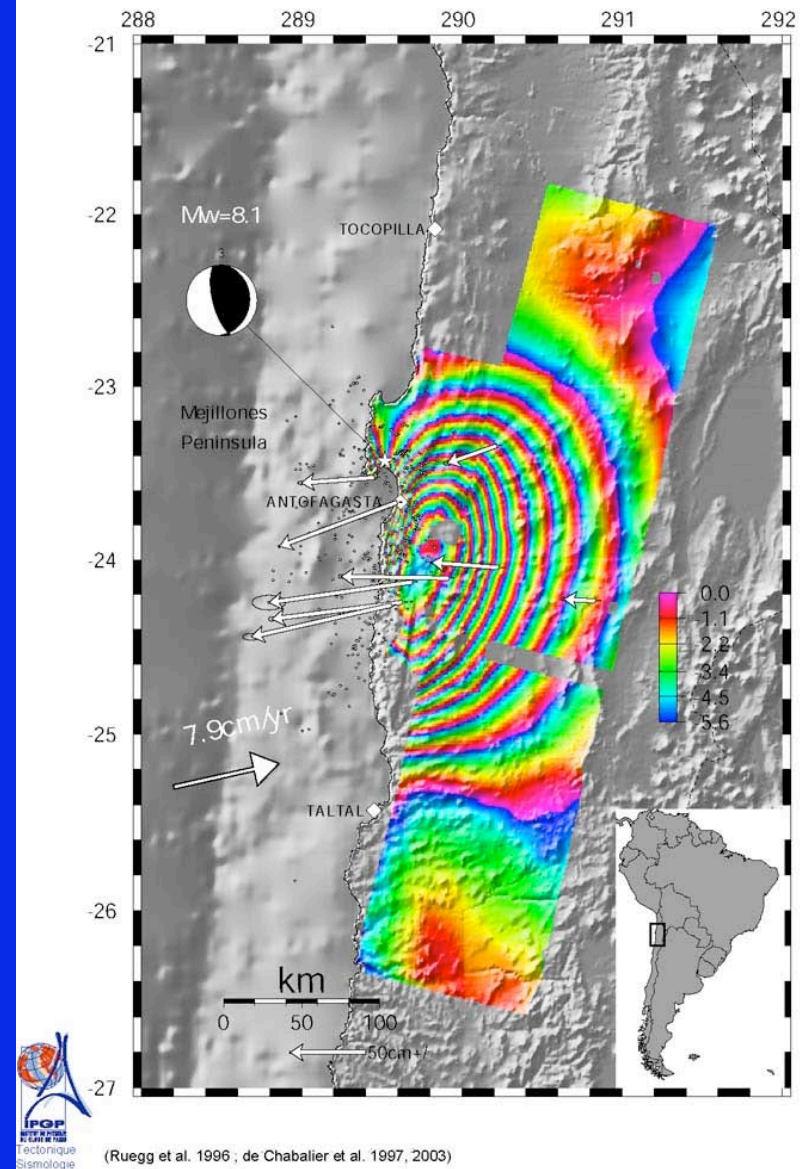 288 289 290 291 292
-21
-22
-23
-24
-25
-26
-27
Mw=8.1
3
TOCOPILLA
Mejillones
Peninsula
ANTOFAGASTA
0.0
-1.1
-2.2
-3.4
-4.5
-5.6
7.9cm/yr
TALTAL
km
0 50 100
50cm+/
IPGP
Tectonique
Sismologie
(Ruegg et al. 1996 ; de Chabalier et al. 1997, 2003)